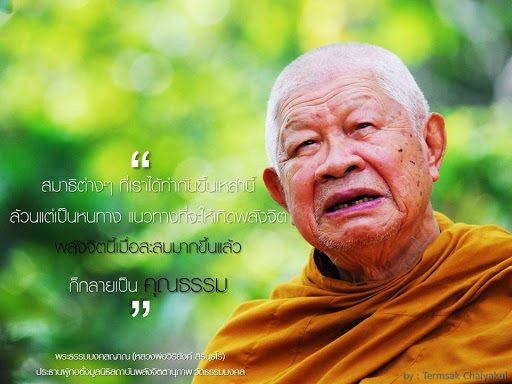 “
สมาธิต่างๆ ที่เราได้ทำกันขึ้นเหล่านี้
ล้วนแต่เป็นหนทาง แนวทางที่จะให้เกิดพลังจิต
พลังจิตนี้เมื่อสะสมมากขึ้นแล้ว
ก็กลายเป็น คุณธรรม
”
พระธรรมมงคลญาณ (หลวงพ่อวิริยังค์ สิรินฺธโร)
ประธานผู้ก่อตั้งมูลนิธิสถาบันพลังจิตตานุภาพ วัดธรรมมงคล
by : Termsak Chaiyakul